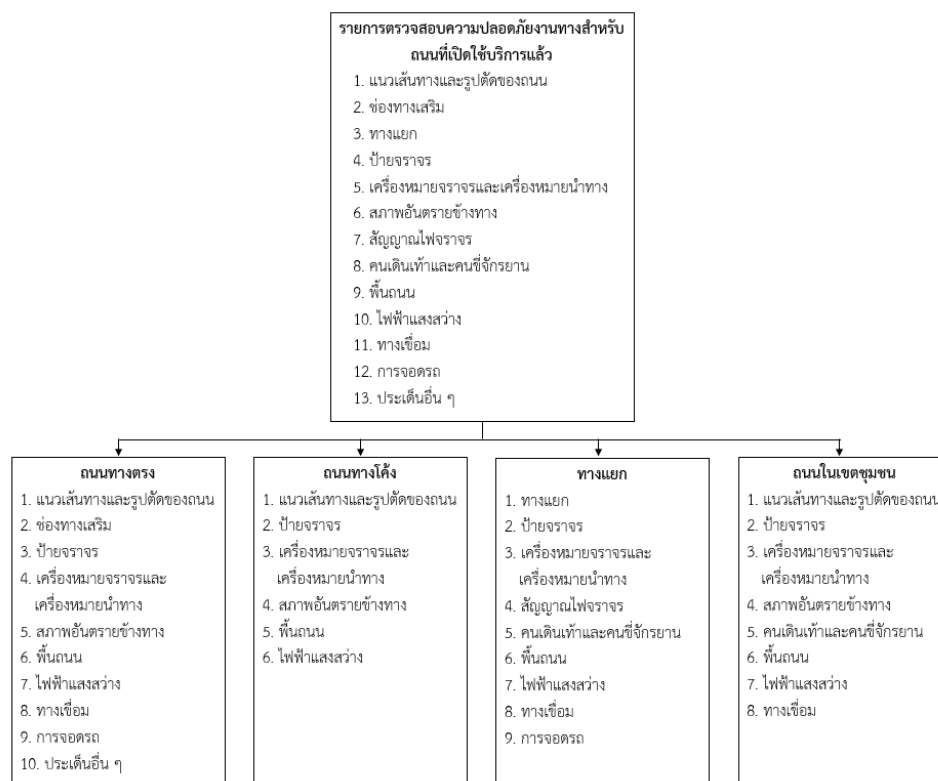 รายการตรวจสอบความปลอดภัยงานทางสำหรับ
ถนนที่เปิดใช้บริการแล้ว
1. แนวเส้นทางและรูปตัดของถนน
2. ช่องทางเสริม
3. ทางแยก
4. ป้ายจราจร
5. เครื่องหมายจราจรและเครื่องหมายนำทาง
6. สภาพอันตรายข้างทาง
7. สัญญาณไฟจราจร
8. คนเดินเท้าและคนขี่จักรยาน
9. พื้นถนน
10. ไฟฟ้าแสงสว่าง
11. ทางเชื่อม
12. การจอดรถ
13. ประเด็นอื่น ๆ
ถนนทางตรง
1. แนวเส้นทางและรูปตัดของถนน
2. ช่องทางเสริม
3. ป้ายจราจร
4. เครื่องหมายจราจรและ
เครื่องหมายนำทาง
5. สภาพอันตรายข้างทาง
6. พื้นถนน
7. ไฟฟ้าแสงสว่าง
8. ทางเชื่อม
9. การจอดรถ
10. ประเด็นอื่น ๆ
ถนนทางโค้ง
1. แนวเส้นทางและรูปตัดของถนน
2. ป้ายจราจร
3. เครื่องหมายจราจรและ
เครื่องหมายนำทาง
4. สภาพอันตรายข้างทาง
5. พื้นถนน
6. ไฟฟ้าแสงสว่าง
ทางแยก
1. ทางแยก
2. ป้ายจราจร
3. เครื่องหมายจราจรและ
เครื่องหมายนำทาง
4. สัญญาณไฟจราจร
5. คนเดินเท้าและคนขี่จักรยาน
6. พื้นถนน
7. ไฟฟ้าแสงสว่าง
8. ทางเชื่อม
9. การจอดรถ
ถนนในเขตชุมชน
1. แนวเส้นทางและรูปตัดของถนน
2. ป้ายจราจร
3. เครื่องหมายจราจรและ
เครื่องหมายนำทาง
4. สภาพอันตรายข้างทาง
5. คนเดินเท้าและคนขี่จักรยาน
6. พื้นถนน
7. ไฟฟ้าแสงสว่าง
8. ทางเชื่อม